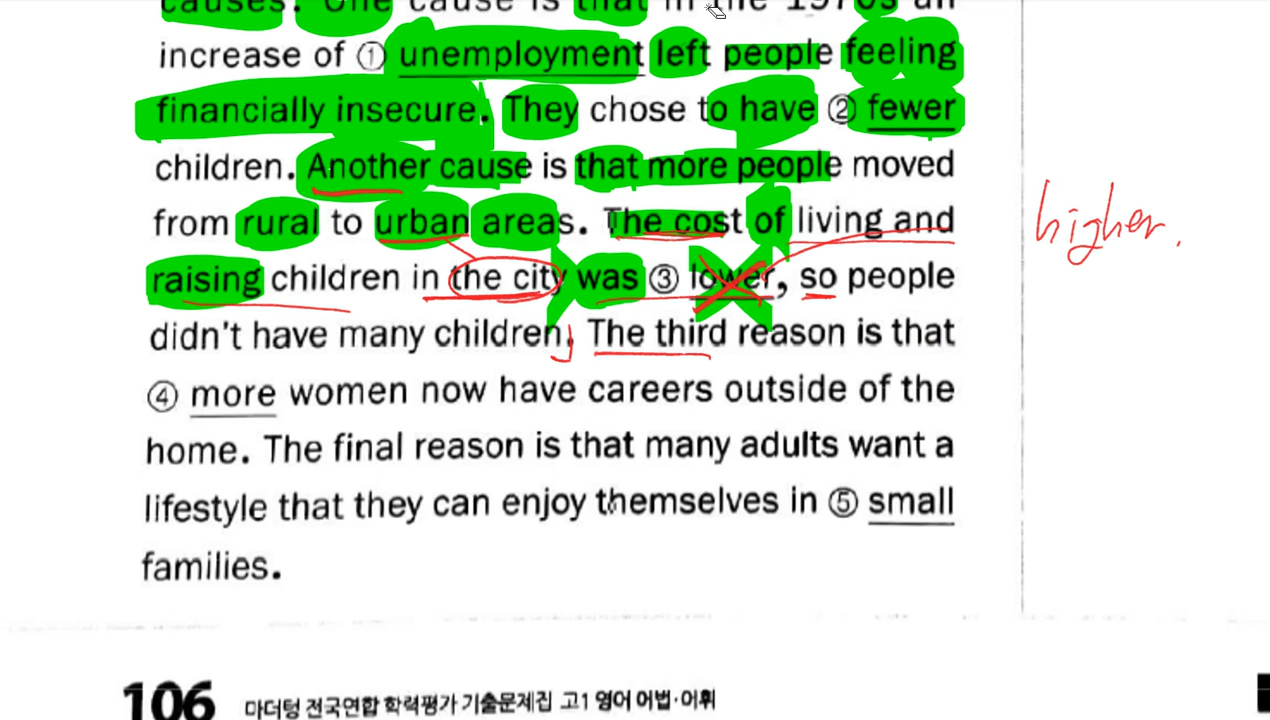 causes. One cause is that in the 1970s an
increase of ① unemployment left people feeling
financially insecure. They chose to have ② fewer
children. Another cause is that more people moved
from rural to urban areas. The cost of living and
raising children in the city was ③ lower, so people
higher.
didn't have many children. The third reason is that
④ more women now have careers outside of the
home. The final reason is that many adults want a
lifestyle that they can enjoy themselves in ⑤ small
families.
106 마더텅 전국연합 학력평가 기출문제집 고1 영어 어법·어휘